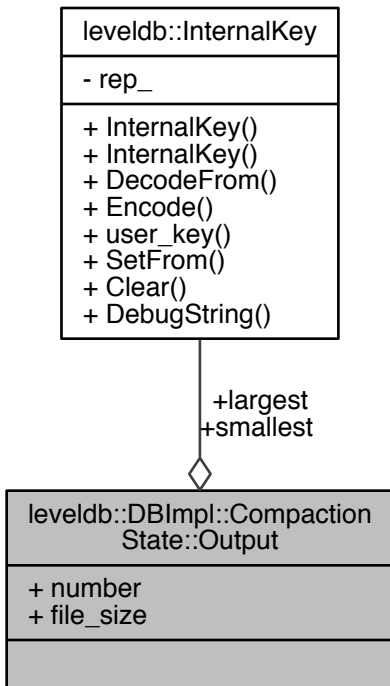 leveldb::InternalKey
- rep_
+ InternalKey()
+ InternalKey()
+ DecodeFrom()
+ Encode()
+ user_key()
+ SetFrom()
+ Clear()
+ DebugString()
+largest
+smallest
leveldb::DBImpl::Compaction
State::Output
+ number
+ file_size